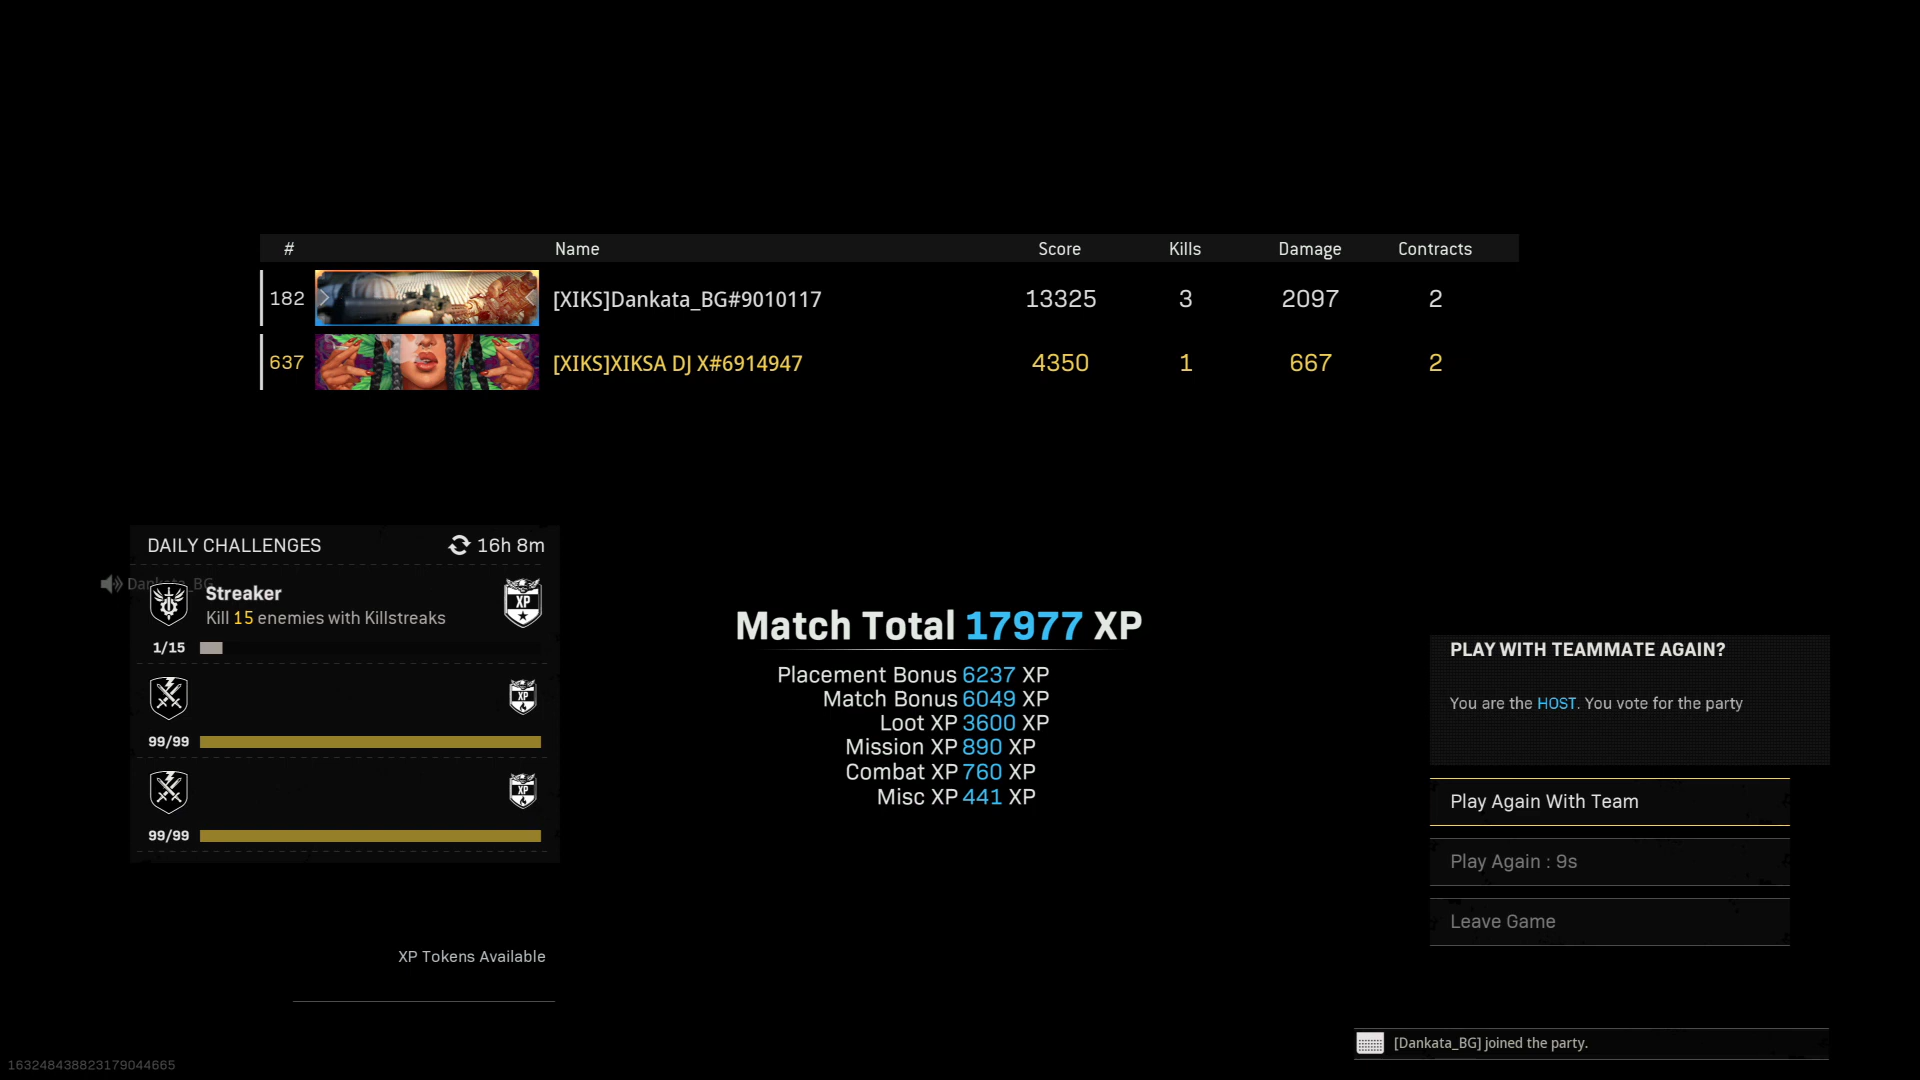 # Name Score Kills Damage Contracts
182 [XIKS]Dankata_BG#9010117 13325 3 2097 2
637 [XIKS]XIKSA DJ X#6914947 4350 1 667 2
DAILY CHALLENGES 16h 8m
Dankata_BG
Streaker
XP
Kill 15 enemies with Killstreaks
1/15
XP
99/99
XP
99/99
XP Tokens Available
Match Total 17977 XP
Placement Bonus 6237 XP
Match Bonus 6049 XP
Loot XP 3600 XP
Mission XP 890 XP
Combat XP 760 XP
Misc XP 441 XP
PLAY WITH TEAMMATE AGAIN?
You are the HOST. You vote for the party
Play Again With Team
Play Again : 9s
Leave Game
[Dankata_BG] joined the party.
163248438823179044665